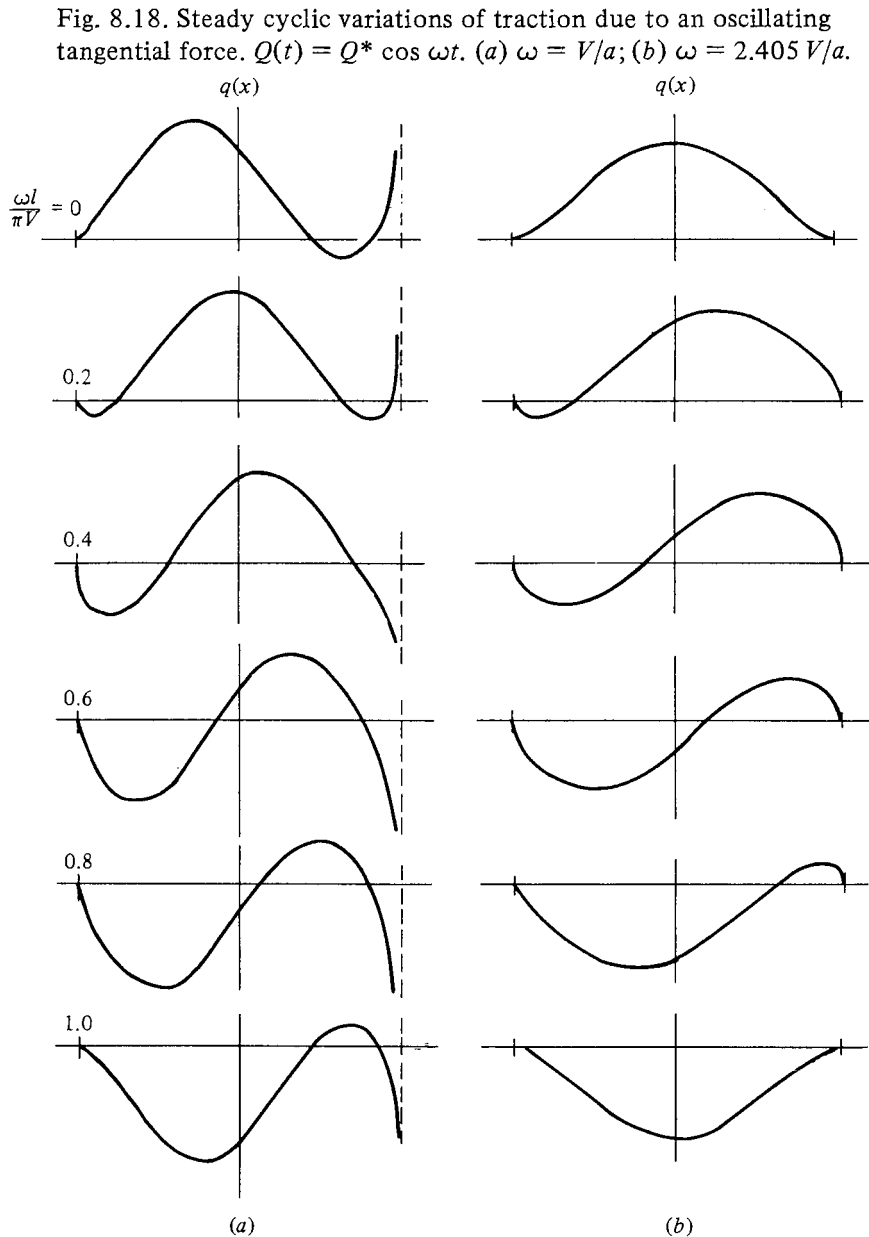 Fig. 8.18. Steady cyclic variations of traction due to an oscillating
tangential force. Q(t) = Q* cos ωt. (a) ω = V/a; (b) ω = 2.405 V/a.
q(x) q(x)
ωl/πV = 0
0.2
0.4
0.6
0.8
1.0
(a) (b)